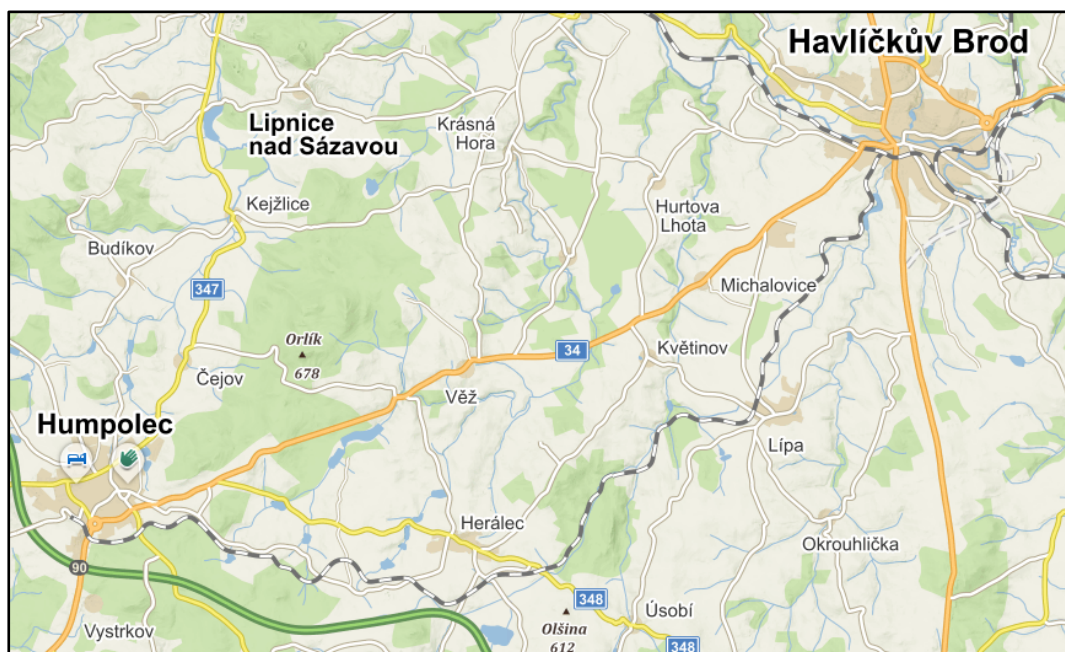 Havlíčkův Brod
Lipnice
nad Sázavou
Krásná
Hora
Kejžlice
Hurtova
Lhota
Budíkov
347
Michalovice
Orlík
678
34
Květinov
Čejov
Věž
Humpolec
Lípa
Herálec
Okrouhlička
90
348
Úsobí
Olšina
612
Vystrkov
348